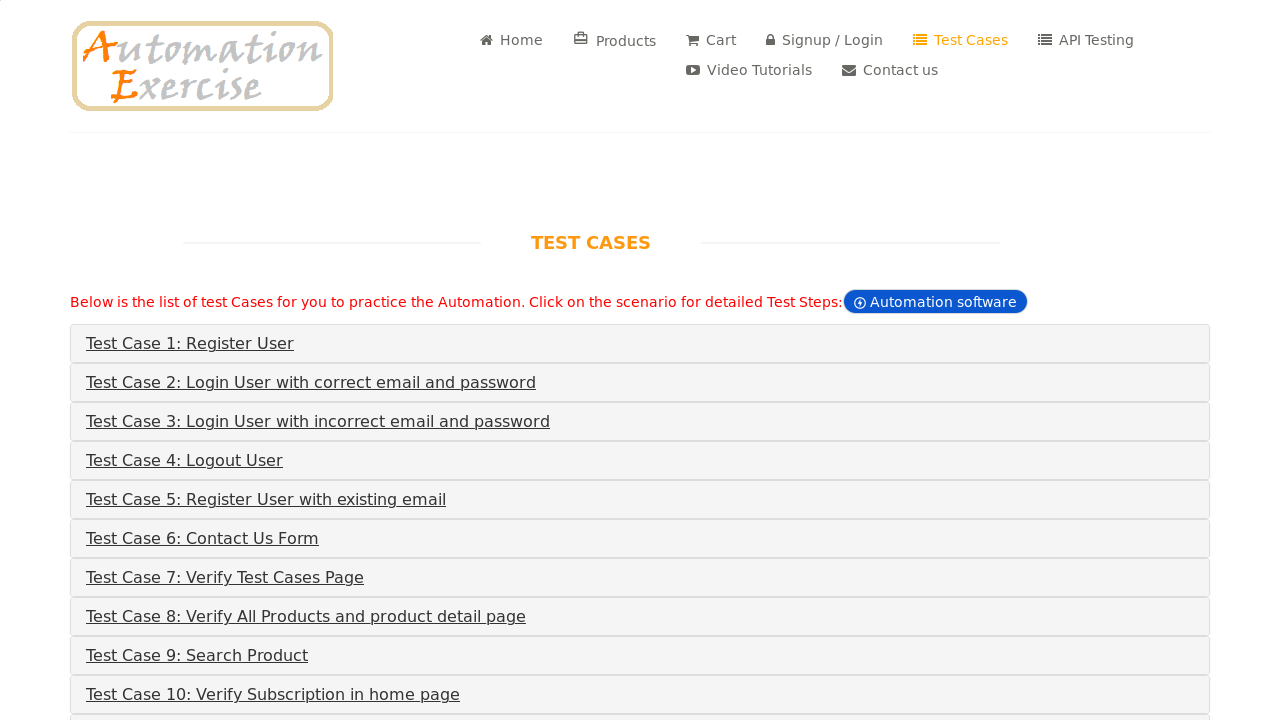 Automation
Exercise
Home
Products
Cart
Signup / Login
Test Cases
API Testing
Video Tutorials
Contact us
TEST CASES
Below is the list of test Cases for you to practice the Automation. Click on the scenario for detailed Test Steps: Automation software
Test Case 1: Register User
Test Case 2: Login User with correct email and password
Test Case 3: Login User with incorrect email and password
Test Case 4: Logout User
Test Case 5: Register User with existing email
Test Case 6: Contact Us Form
Test Case 7: Verify Test Cases Page
Test Case 8: Verify All Products and product detail page
Test Case 9: Search Product
Test Case 10: Verify Subscription in home page